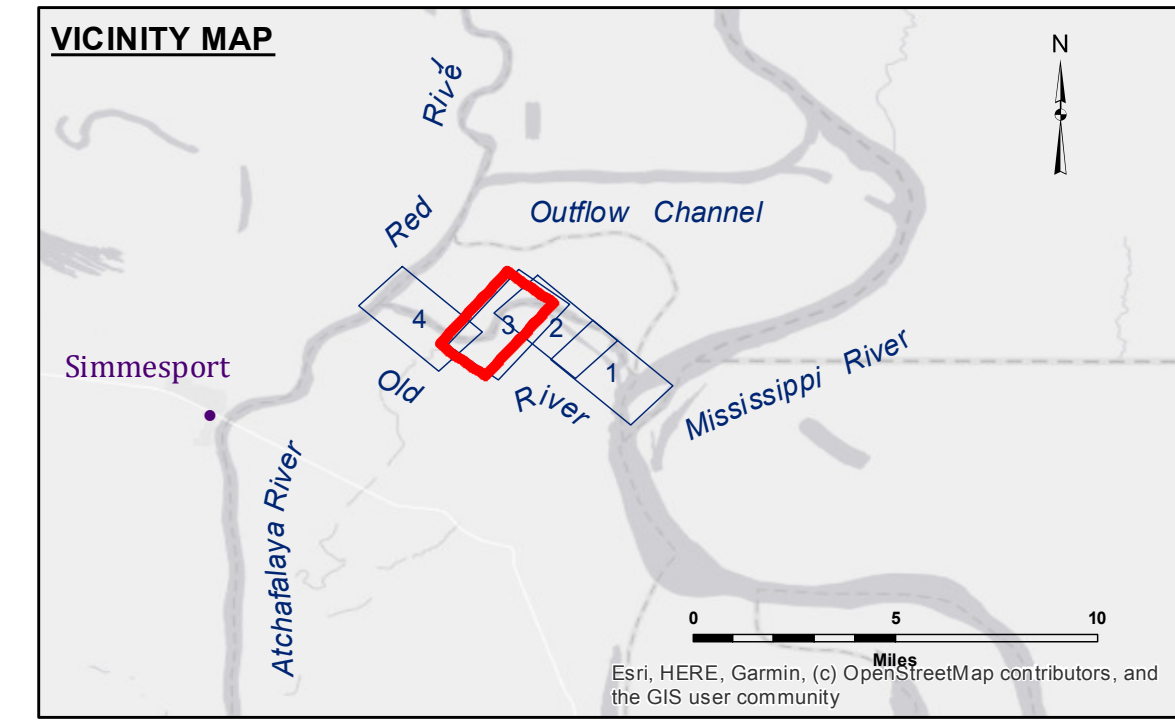 VICINITY MAP
N
River
Red
Outflow Channel
4
3
2
1
Simmesport
Old
River
Mississippi River
Atchafalaya River
0 5 10
Miles
Esri, HERE, Garmin, (c) OpenStreetMap contributors, and
the GIS user community